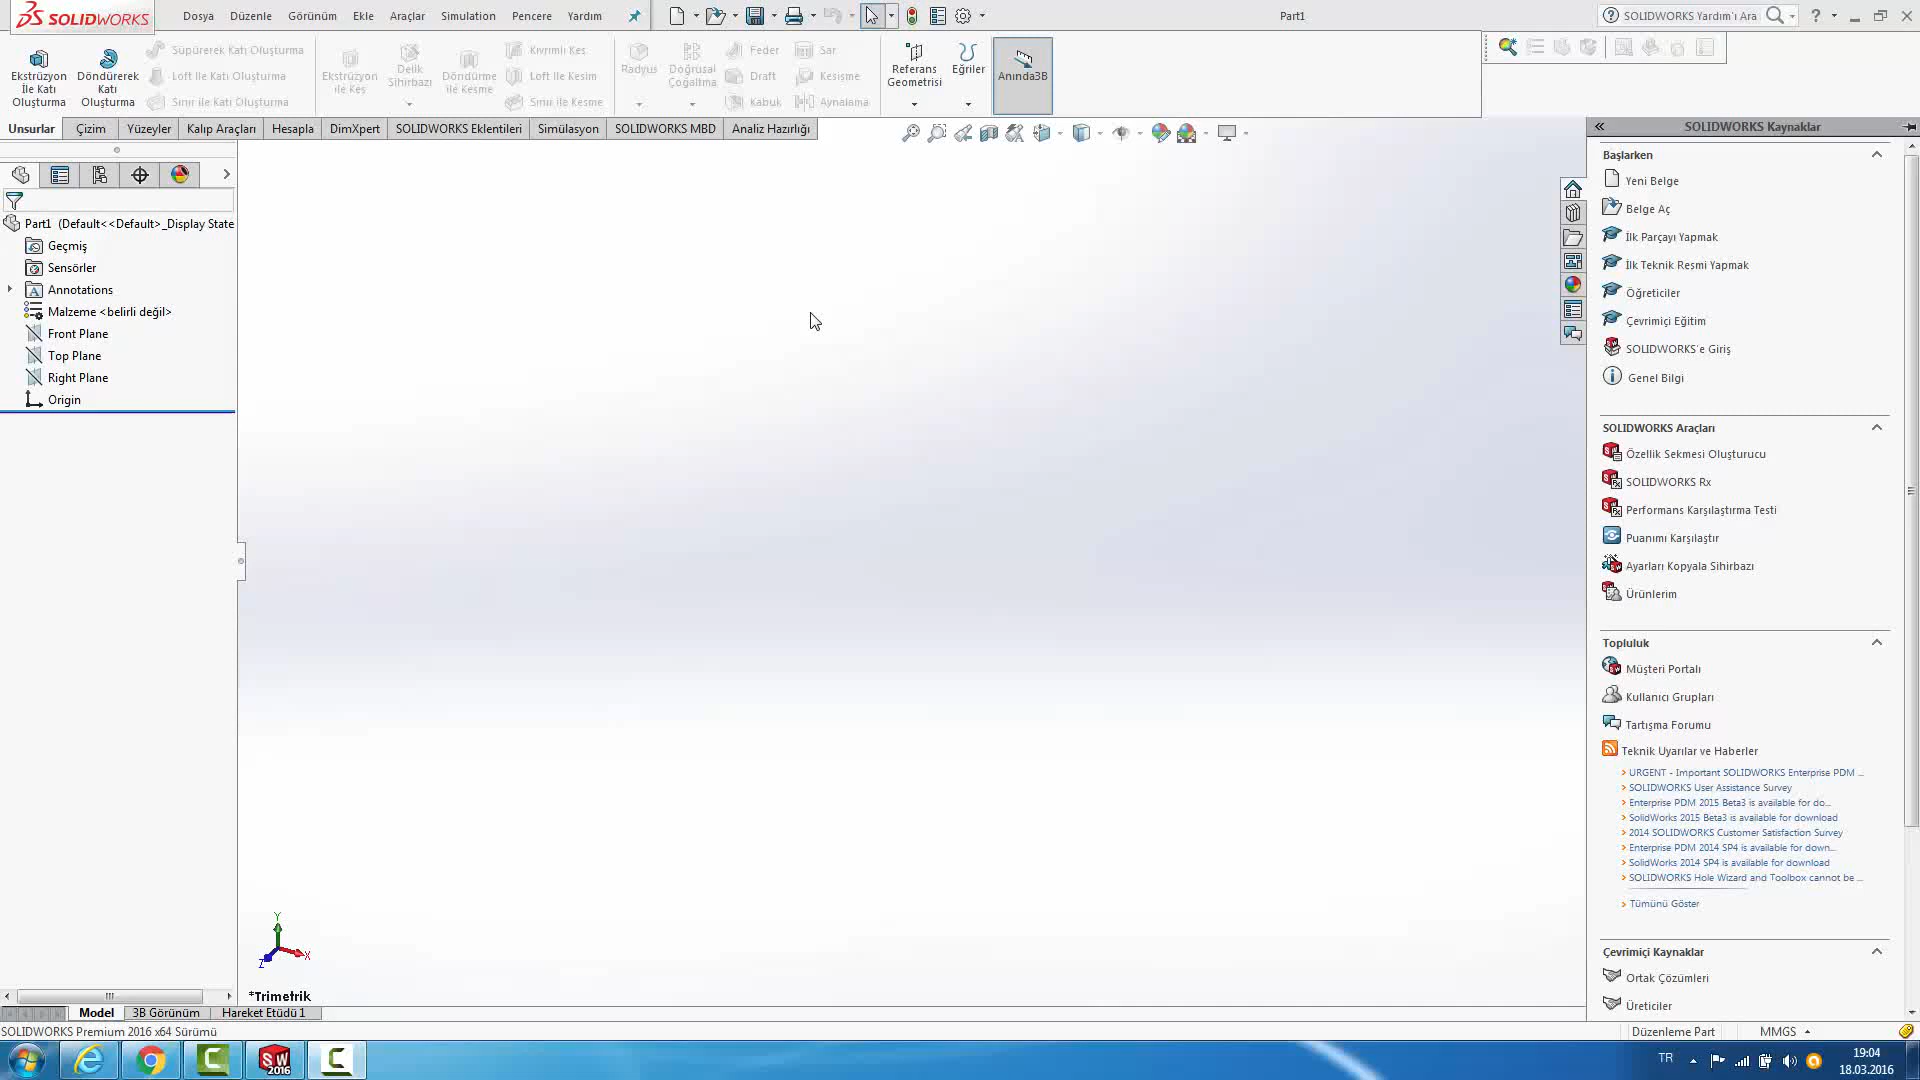 SOLIDWORKS
Dosya Düzenle Görünüm Ekle Araçlar Simulation Pencere Yardım
Part1
SOLIDWORKS Yardım'ı Ara
Ekstrüzyon İle Katı Oluşturma
Döndürerek Katı Oluşturma
Süpürerek Katı Oluşturma
Loft Ile Katı Oluşturma
Sınır ile Katı Oluşturma
Ekstrüzyon ile Kes
Delik Sihirbazı
Döndürme ile Kesme
Kıvrımlı Kes
Loft İle Kesim
Sınır ile Kesme
Radyus
Doğrusal Çoğaltma
Feder
Draft
Kabuk
Sar
Kesişme
Aynalama
Referans Geometrisi
Eğriler
Anında3B
Unsurlar Çizim Yüzeyler Kalıp Araçları Hesapla DimXpert SOLIDWORKS Eklentileri Simülasyon SOLIDWORKS MBD Analiz Hazırlığı
Part1 (Default<<Default>_Display State
Geçmiş
Sensörler
Annotations
Malzeme <belirli değil>
Front Plane
Top Plane
Right Plane
Origin
Y
X
Z
*Trimetrik
SOLIDWORKS Kaynaklar
Başlarken
Yeni Belge
Belge Aç
İlk Parçayı Yapmak
İlk Teknik Resmi Yapmak
Öğreticiler
Çevrimiçi Eğitim
SOLIDWORKS'e Giriş
Genel Bilgi
SOLIDWORKS Araçları
Özellik Sekmesi Oluşturucu
SOLIDWORKS Rx
Performans Karşılaştırma Testi
Puanımı Karşılaştır
Ayarları Kopyala Sihirbazı
Ürünlerim
Topluluk
Müşteri Portalı
Kullanıcı Grupları
Tartışma Forumu
Teknik Uyarılar ve Haberler
URGENT - Important SOLIDWORKS Enterprise PDM ...
SOLIDWORKS User Assistance Survey
Enterprise PDM 2015 Beta3 is available for do...
SolidWorks 2015 Beta3 is available for download
2014 SOLIDWORKS Customer Satisfaction Survey
Enterprise PDM 2014 SP4 is available for down...
SolidWorks 2014 SP4 is available for download
SOLIDWORKS Hole Wizard and Toolbox cannot be ...
Tümünü Göster
Çevrimiçi Kaynaklar
Ortak Çözümleri
Üreticiler
Model 3B Görünüm Hareket Etüdü 1
SOLIDWORKS Premium 2016 x64 Sürümü
Düzenleme Part MMGS
SW 2016
TR
19:04
18.03.2016